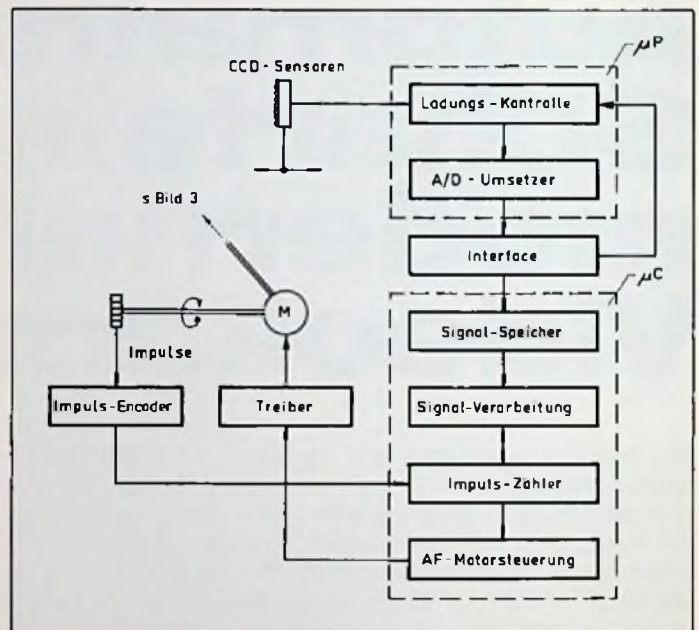 µP
CCD - Sensoren
Ladungs - Kontrolle
A/D - Umsetzer
s Bild 3
Interface
µC
M
Signal-Speicher
Impulse
Impuls-Encoder
Treiber
Signal-Verarbeitung
Impuls-Zähler
AF-Motorsteuerung